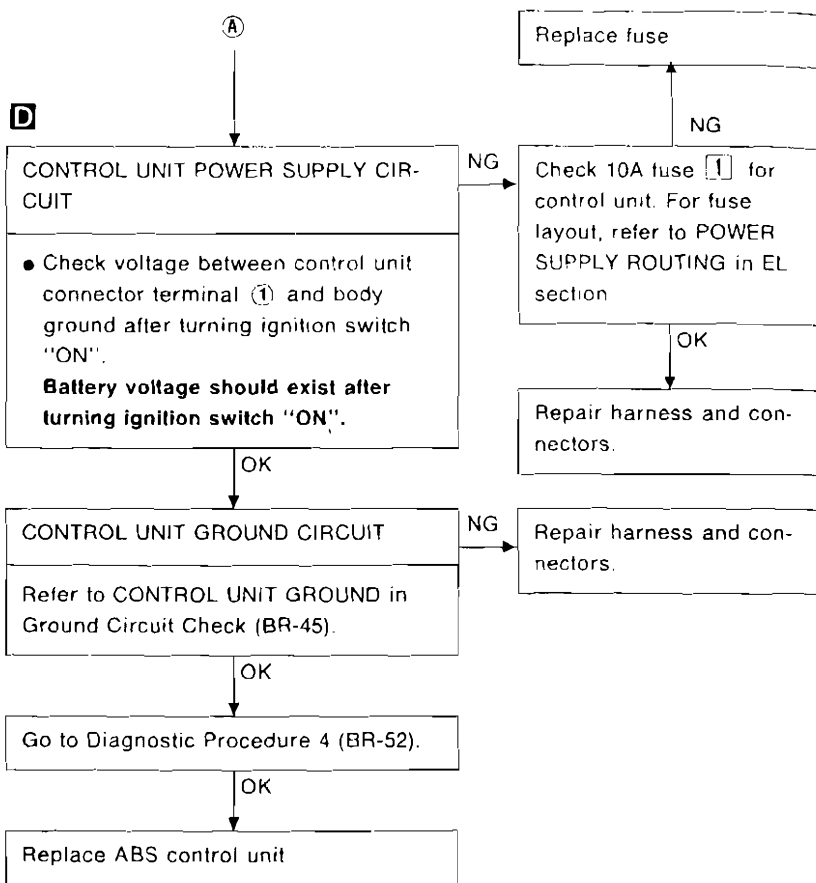 Ⓐ
Replace fuse
D
NG
CONTROL UNIT POWER SUPPLY CIR-
CUIT
NG
Check 10A fuse 1 for
control unit. For fuse
layout, refer to POWER
SUPPLY ROUTING in EL
section
● Check voltage between control unit
connector terminal ① and body
ground after turning ignition switch
"ON".
Battery voltage should exist after
turning ignition switch "ON".
OK
Repair harness and con-
nectors.
OK
CONTROL UNIT GROUND CIRCUIT
NG
Repair harness and con-
nectors.
Refer to CONTROL UNIT GROUND in
Ground Circuit Check (BR-45).
OK
Go to Diagnostic Procedure 4 (BR-52).
OK
Replace ABS control unit